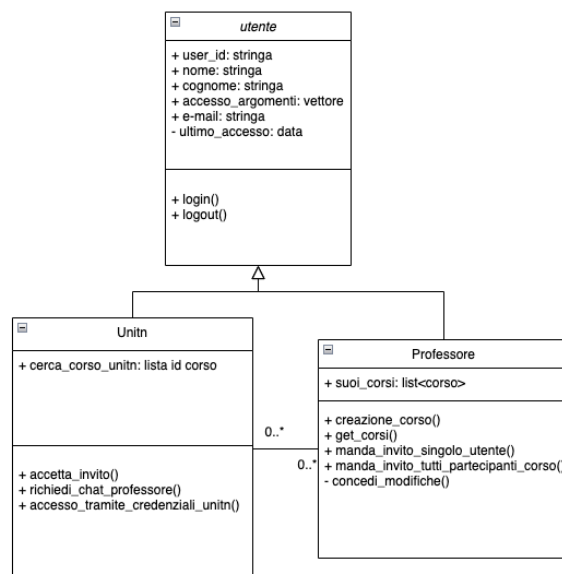 utente
+ user_id: stringa
+ nome: stringa
+ cognome: stringa
+ accesso_argomenti: vettore
+ e-mail: stringa
- ultimo_accesso: data
+ login()
+ logout()
Unitn
+ cerca_corso_unitn: lista id corso
+ accetta_invito()
+ richiedi_chat_professore()
+ accesso_tramite_credenziali_unitn()
0..*
0..*
Professore
+ suoi_corsi: list<corso>
+ creazione_corso()
+ get_corsi()
+ manda_invito_singolo_utente()
+ manda_invito_tutti_partecipanti_corso()
- concedi_modifiche()